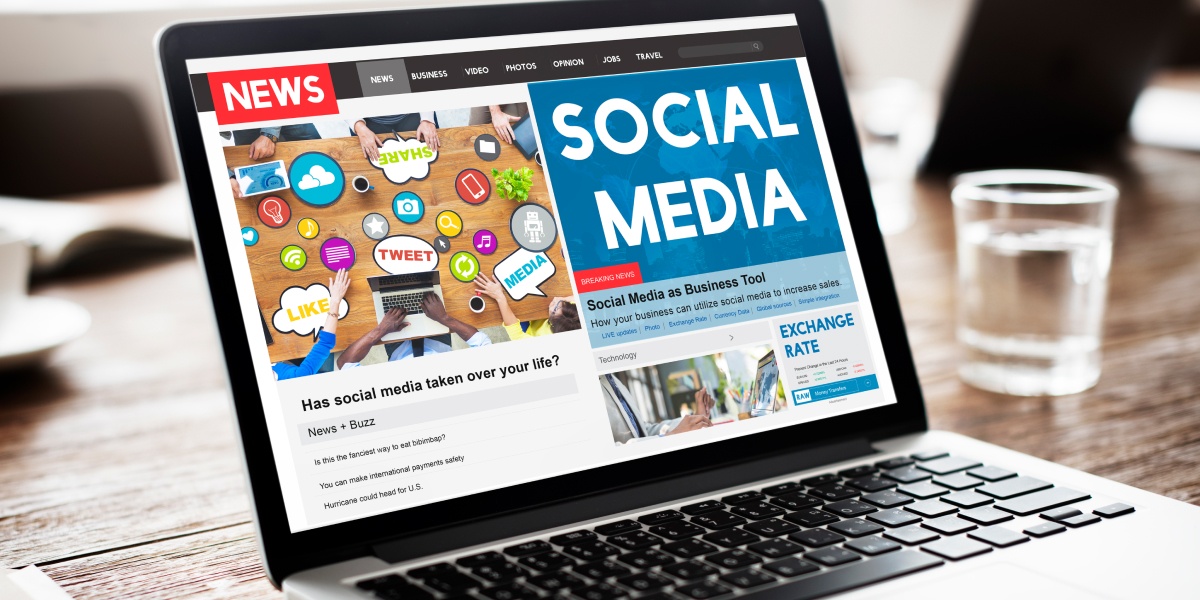 NEWS
NEWS
BUSINESS
VIDEO
PHOTOS
OPINION
JOBS
TRAVEL
SHARE
TWEET
MEDIA
LIKE
SOCIAL
MEDIA
BREAKING NEWS
Social Media as Business Tool
How your business can utilize social media to increase sales.
LIVE updates | Photo | Exchange Rate | Currency Data | Global sources | Simple integration
Has social media taken over your life?
News + Buzz
Is this the fanciest way to eat bibimbap?
You can make international payments safety
Hurricane could head for U.S.
Technology
EXCHANGE
RATE
Money Transfers